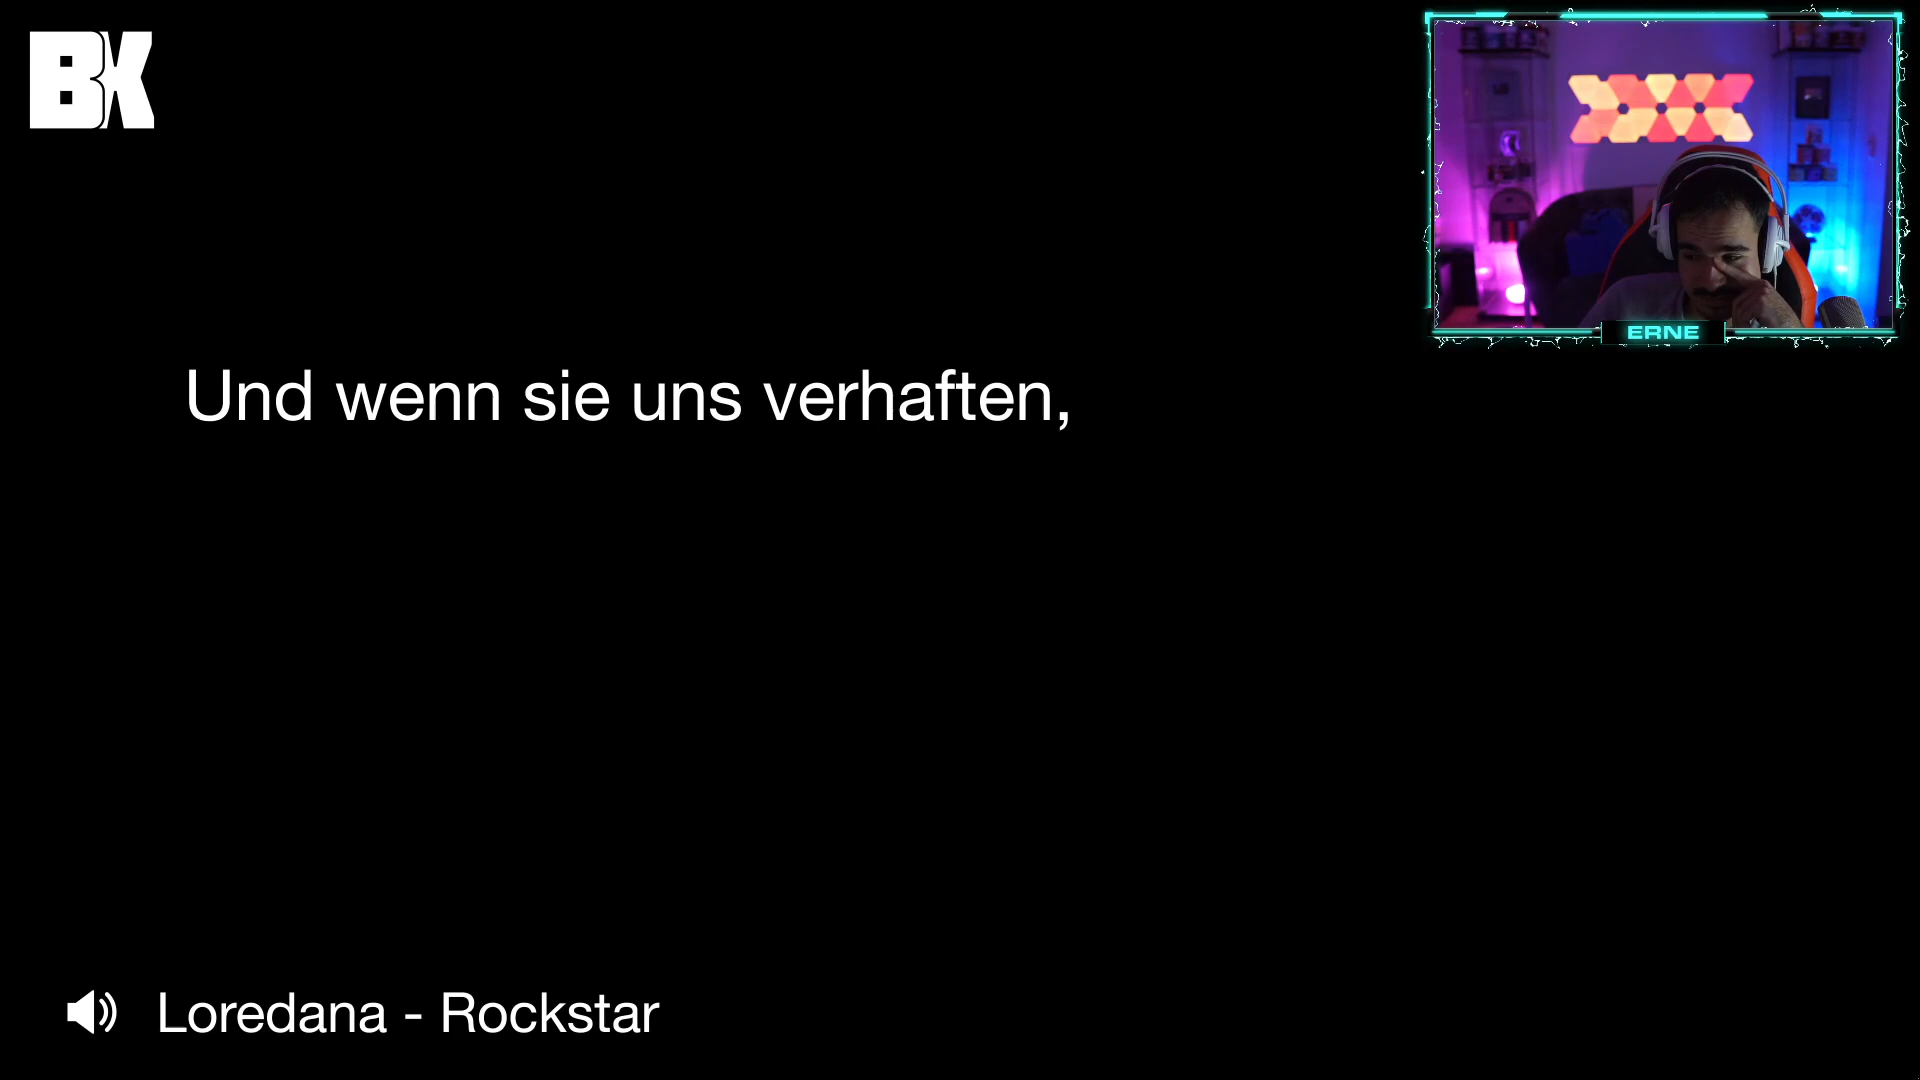 BK
ERNE
Und wenn sie uns verhaften,
Loredana - Rockstar